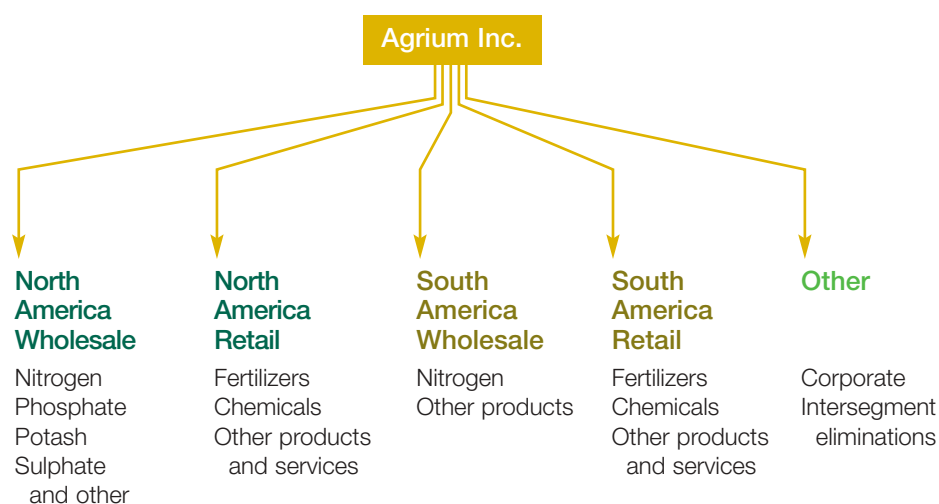 Agrium Inc.
North
America
Wholesale
Nitrogen
Phosphate
Potash
Sulphate
and other
North
America
Retail
Fertilizers
Chemicals
Other products
and services
South
America
Wholesale
Nitrogen
Other products
South
America
Retail
Fertilizers
Chemicals
Other products
and services
Other
Corporate
Intersegment
eliminations